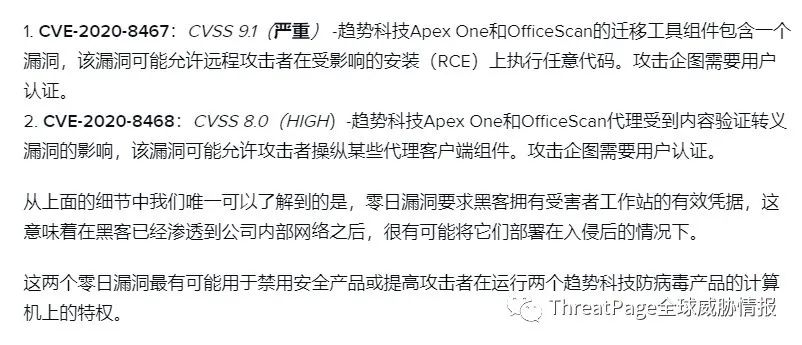 1. CVE-2020-8467：CVSS 9.1（严重） -趋势科技Apex One和OfficeScan的迁移工具组件包含一个
漏洞，该漏洞可能允许远程攻击者在受影响的安装（RCE）上执行任意代码。攻击企图需要用户
认证。
2. CVE-2020-8468：CVSS 8.0（HIGH）-趋势科技Apex One和OfficeScan代理受到内容验证转义
漏洞的影响，该漏洞可能允许攻击者操纵某些代理客户端组件。攻击企图需要用户认证。
从上面的细节中我们唯一可以了解到的是，零日漏洞要求黑客拥有受害者工作站的有效凭据，这
意味着在黑客已经渗透到公司内部网络之后，很有可能将它们部署在入侵后的情况下。
这两个零日漏洞最有可能用于禁用安全产品或提高攻击者在运行两个趋势科技防病毒产品的计算
机上的特权。
ThreatPage全球威胁情报